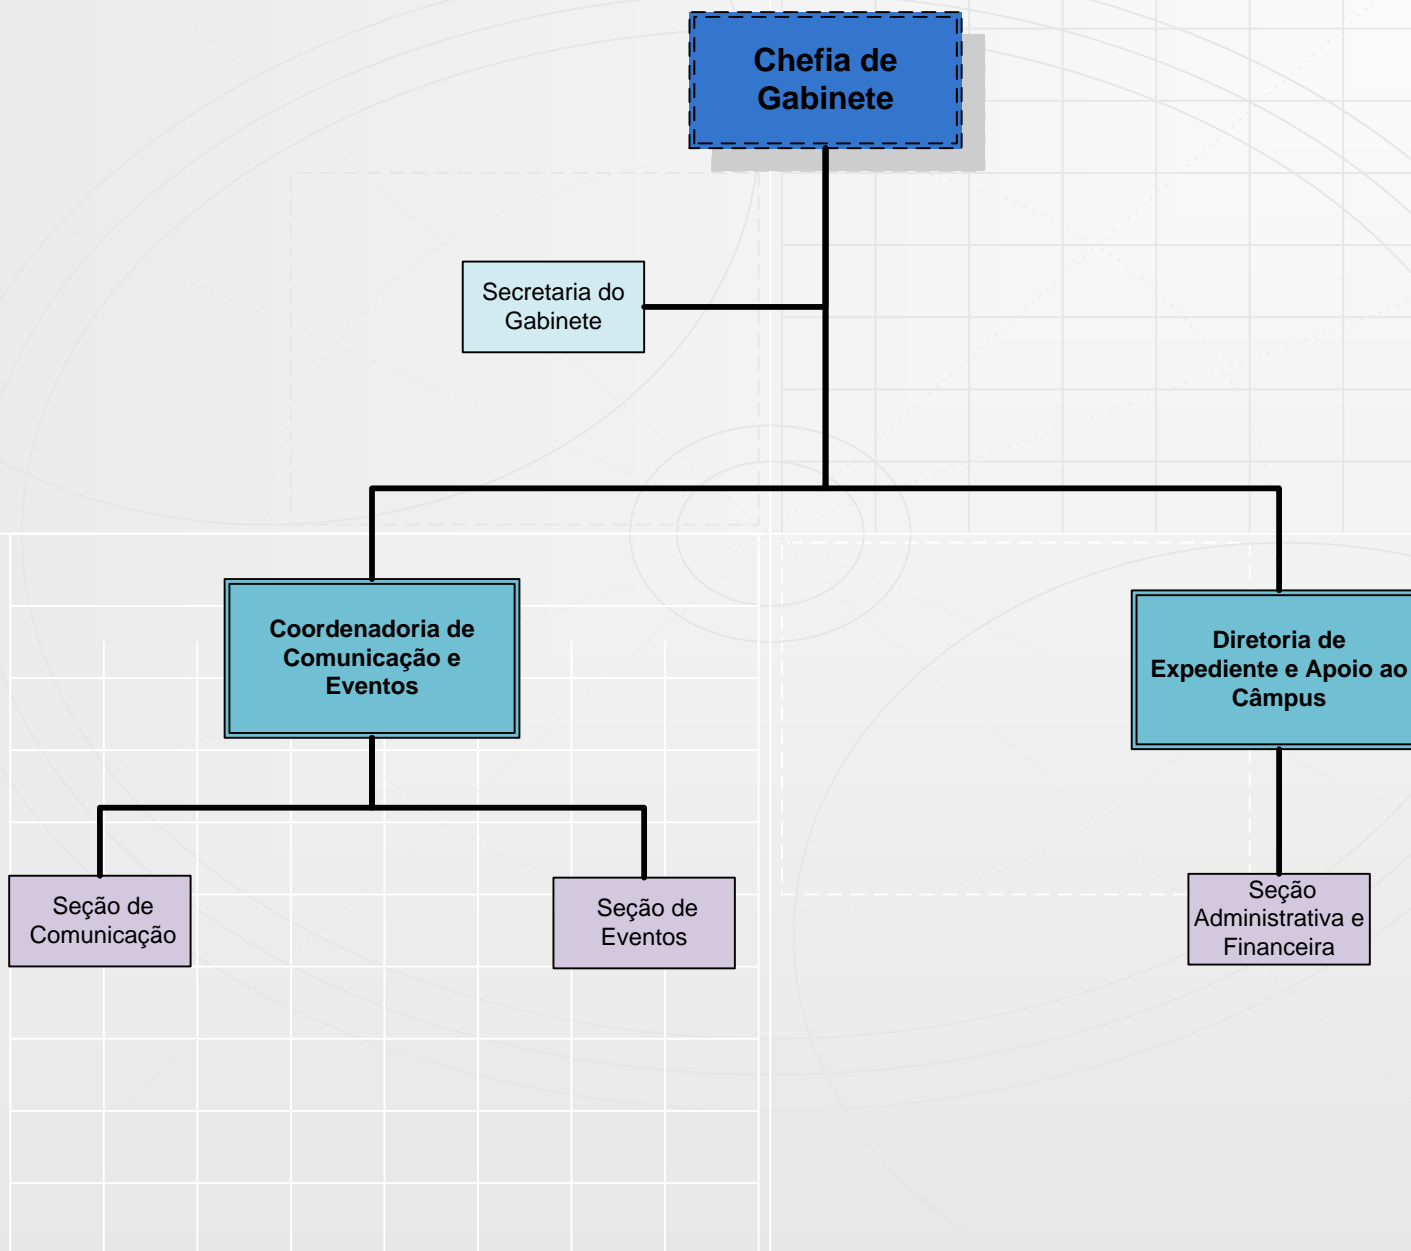 Chefia de
Gabinete
Secretaria do
Gabinete
Coordenadoria de
Comunicação e
Eventos
Diretoria de
Expediente e Apoio ao
Câmpus
Seção de
Comunicação
Seção de
Eventos
Seção
Administrativa e
Financeira